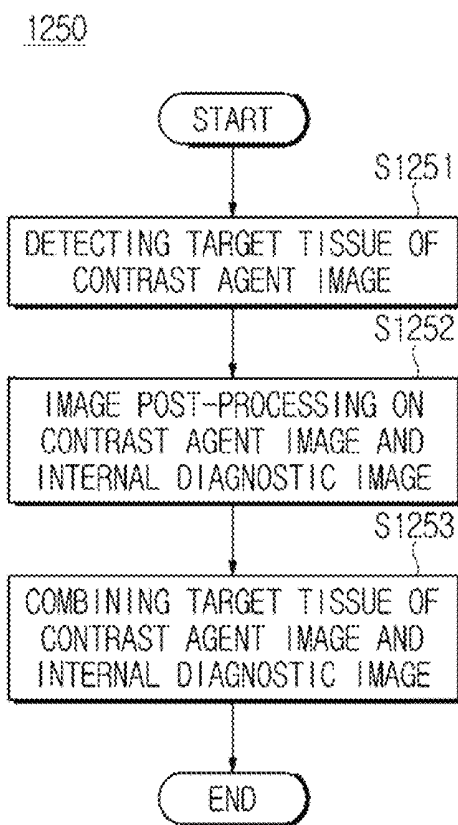 1250
START
S1251
DETECTING TARGET TISSUE OF
CONTRAST AGENT IMAGE
S1252
IMAGE POST-PROCESSING ON
CONTRAST AGENT IMAGE AND
INTERNAL DIAGNOSTIC IMAGE
S1253
COMBINING TARGET TISSUE OF
CONTRAST AGENT IMAGE AND
INTERNAL DIAGNOSTIC IMAGE
END